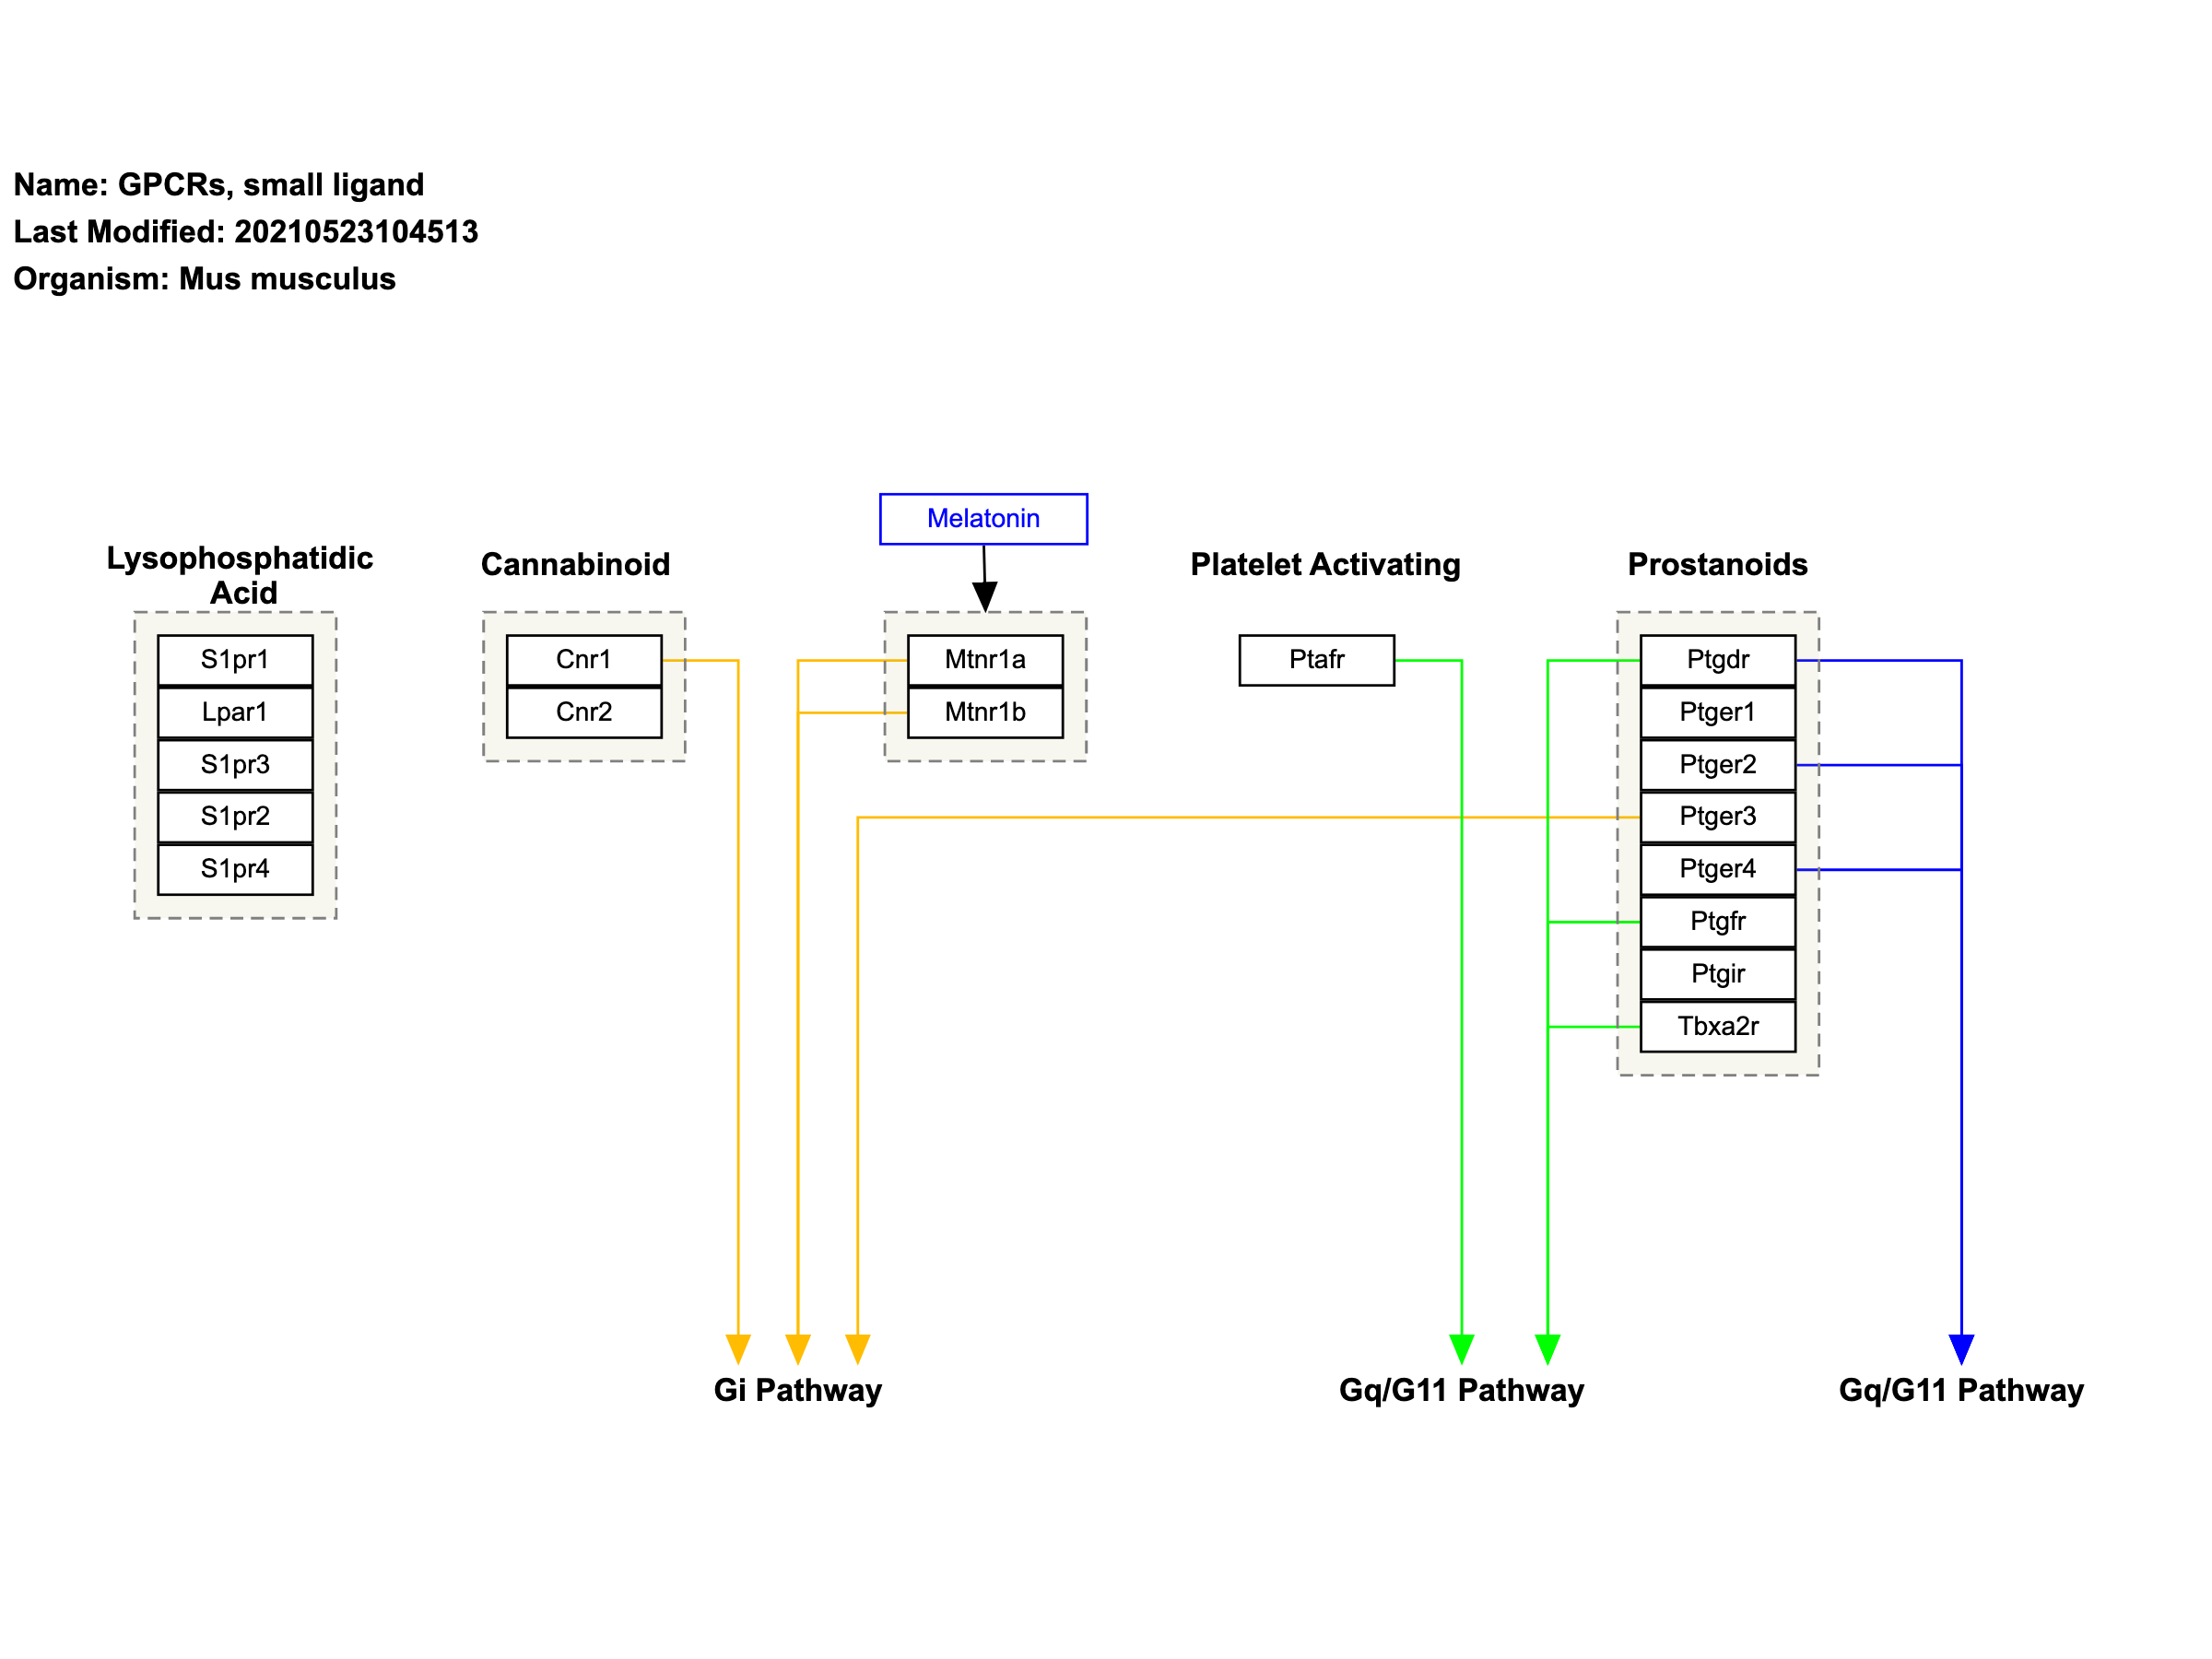 Name: GPCRs, small ligand
Last Modified: 20210523104513
Organism: Mus musculus
Melatonin
Lysophosphatidic
Acid
Cannabinoid
Platelet Activating
Prostanoids
S1pr1
Lpar1
S1pr3
S1pr2
S1pr4
Cnr1
Cnr2
Mtnr1a
Mtnr1b
Ptafr
Ptgdr
Ptger1
Ptger2
Ptger3
Ptger4
Ptgfr
Ptgir
Tbxa2r
Gi Pathway
Gq/G11 Pathway
Gq/G11 Pathway